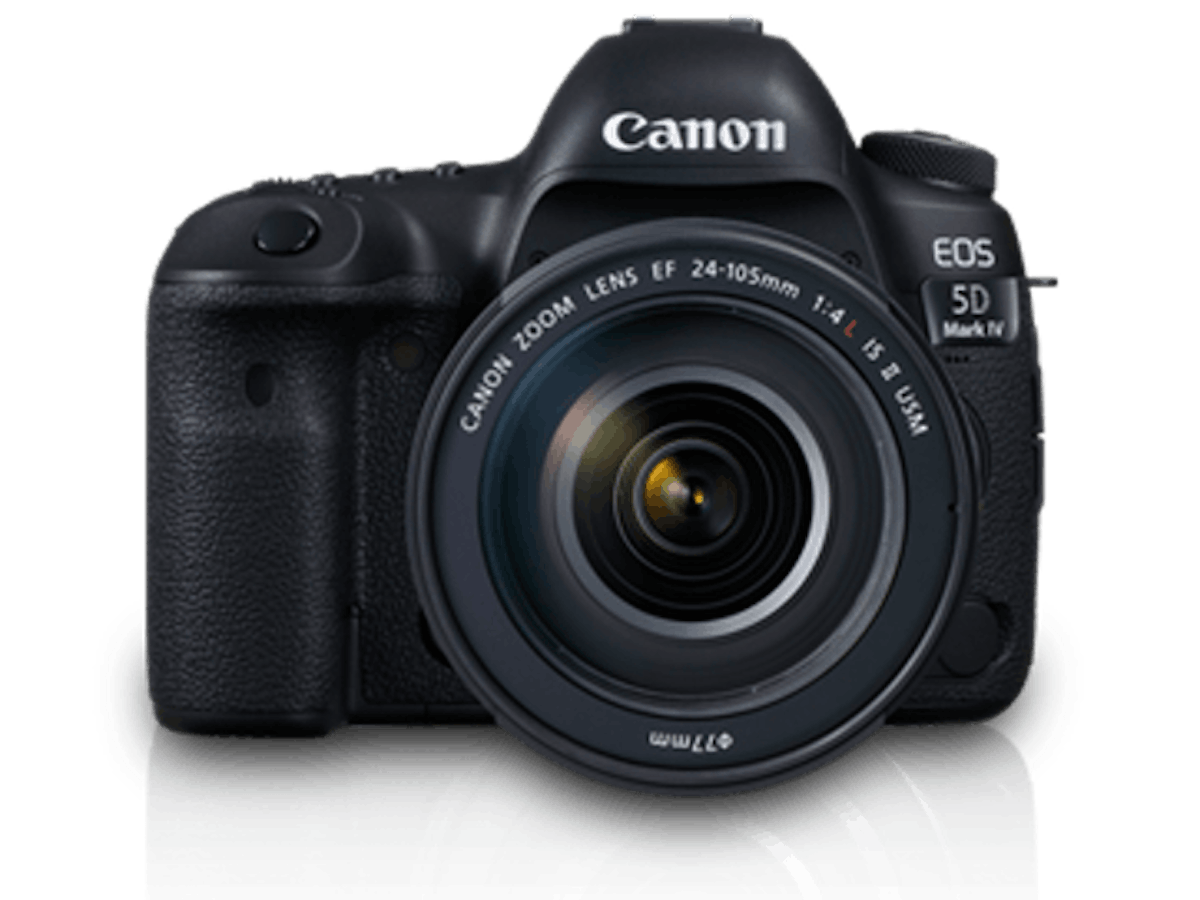 Canon
EOS
5D
Mark IV
CANON ZOOM LENS EF 24-105mm 1:4 L IS II USM
Φ77mm